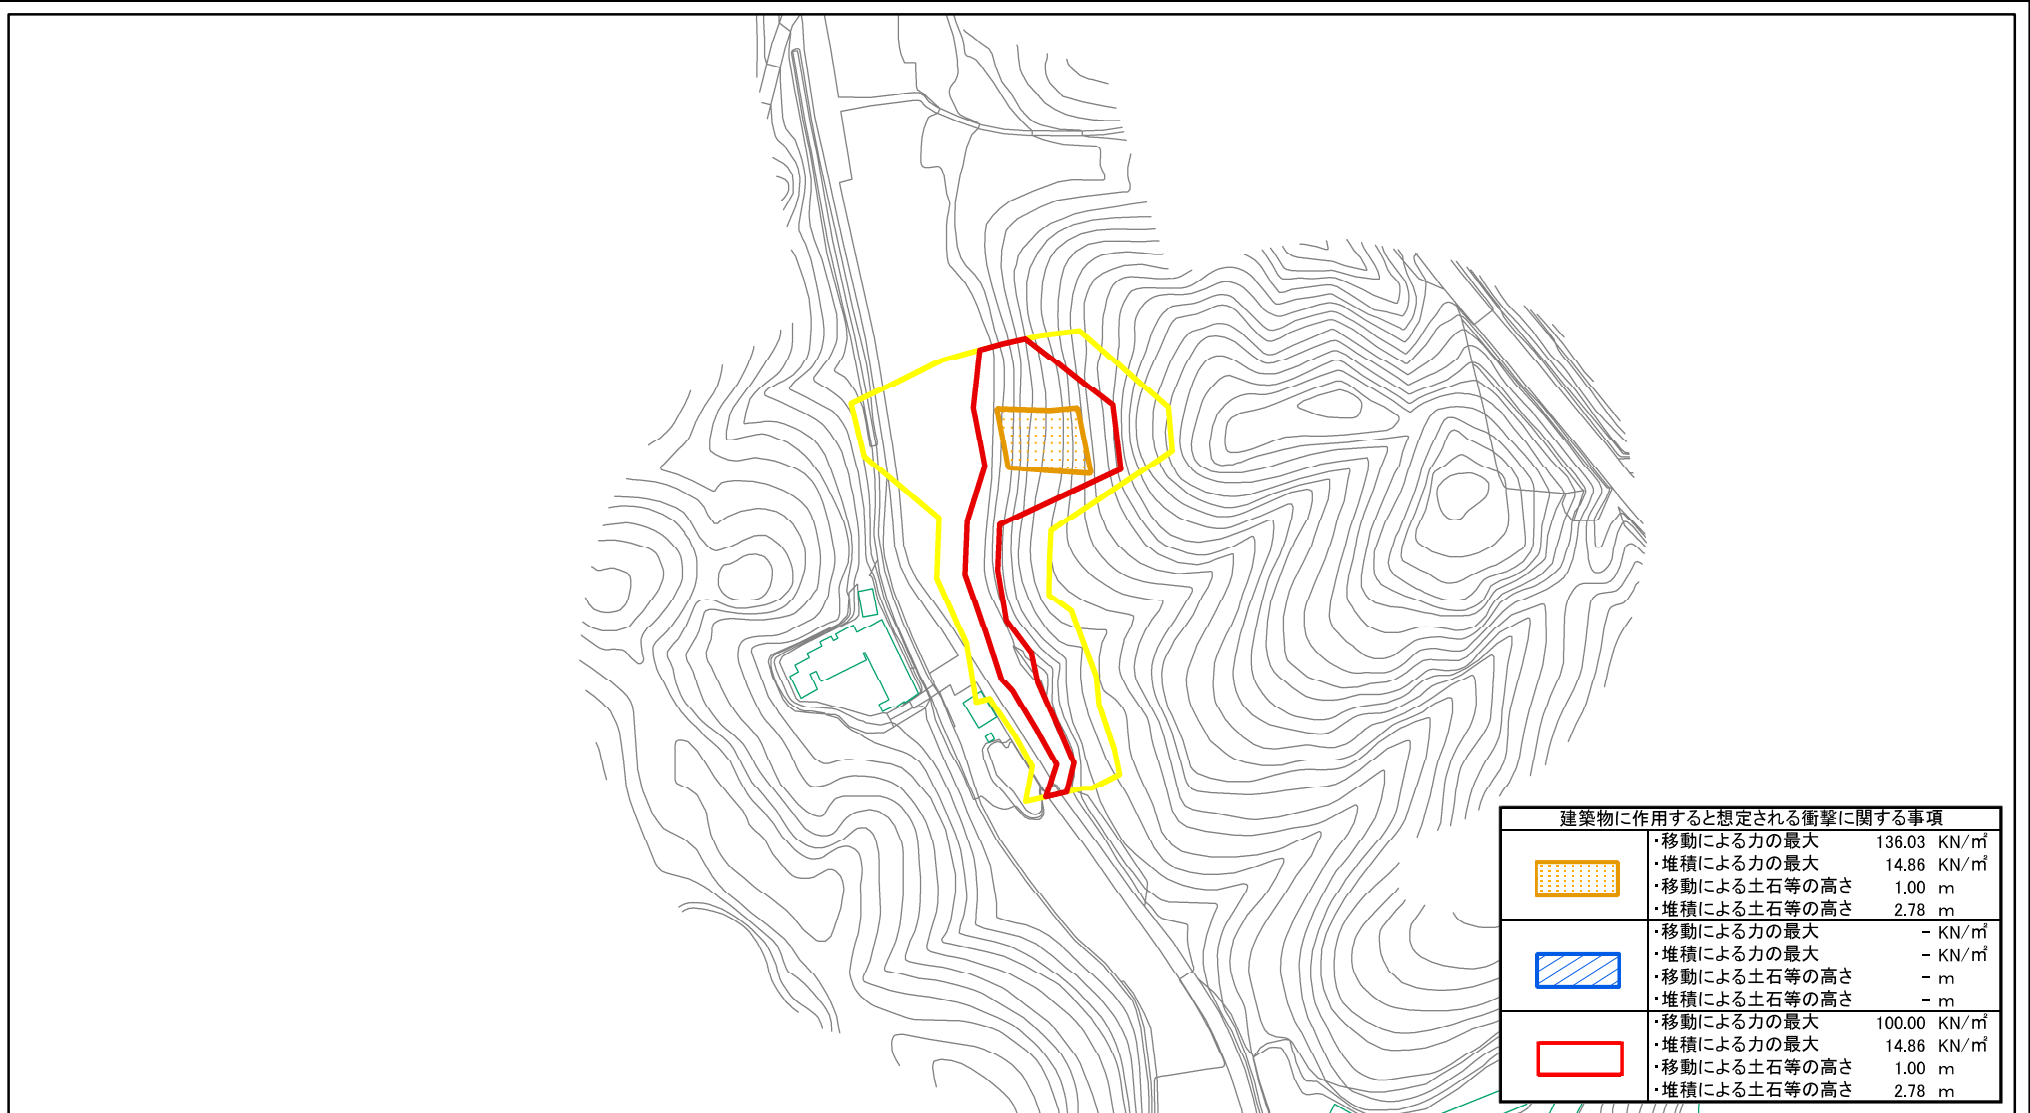 建築物に作用すると想定される衝撃に関する事項
・移動による力の最大 136.03 KN/㎡
・堆積による力の最大 14.86 KN/㎡
・移動による土石等の高さ 1.00 m
・堆積による土石等の高さ 2.78 m
・移動による力の最大 - KN/㎡
・堆積による力の最大 - KN/㎡
・移動による土石等の高さ - m
・堆積による土石等の高さ - m
・移動による力の最大 100.00 KN/㎡
・堆積による力の最大 14.86 KN/㎡
・移動による土石等の高さ 1.00 m
・堆積による土石等の高さ 2.78 m